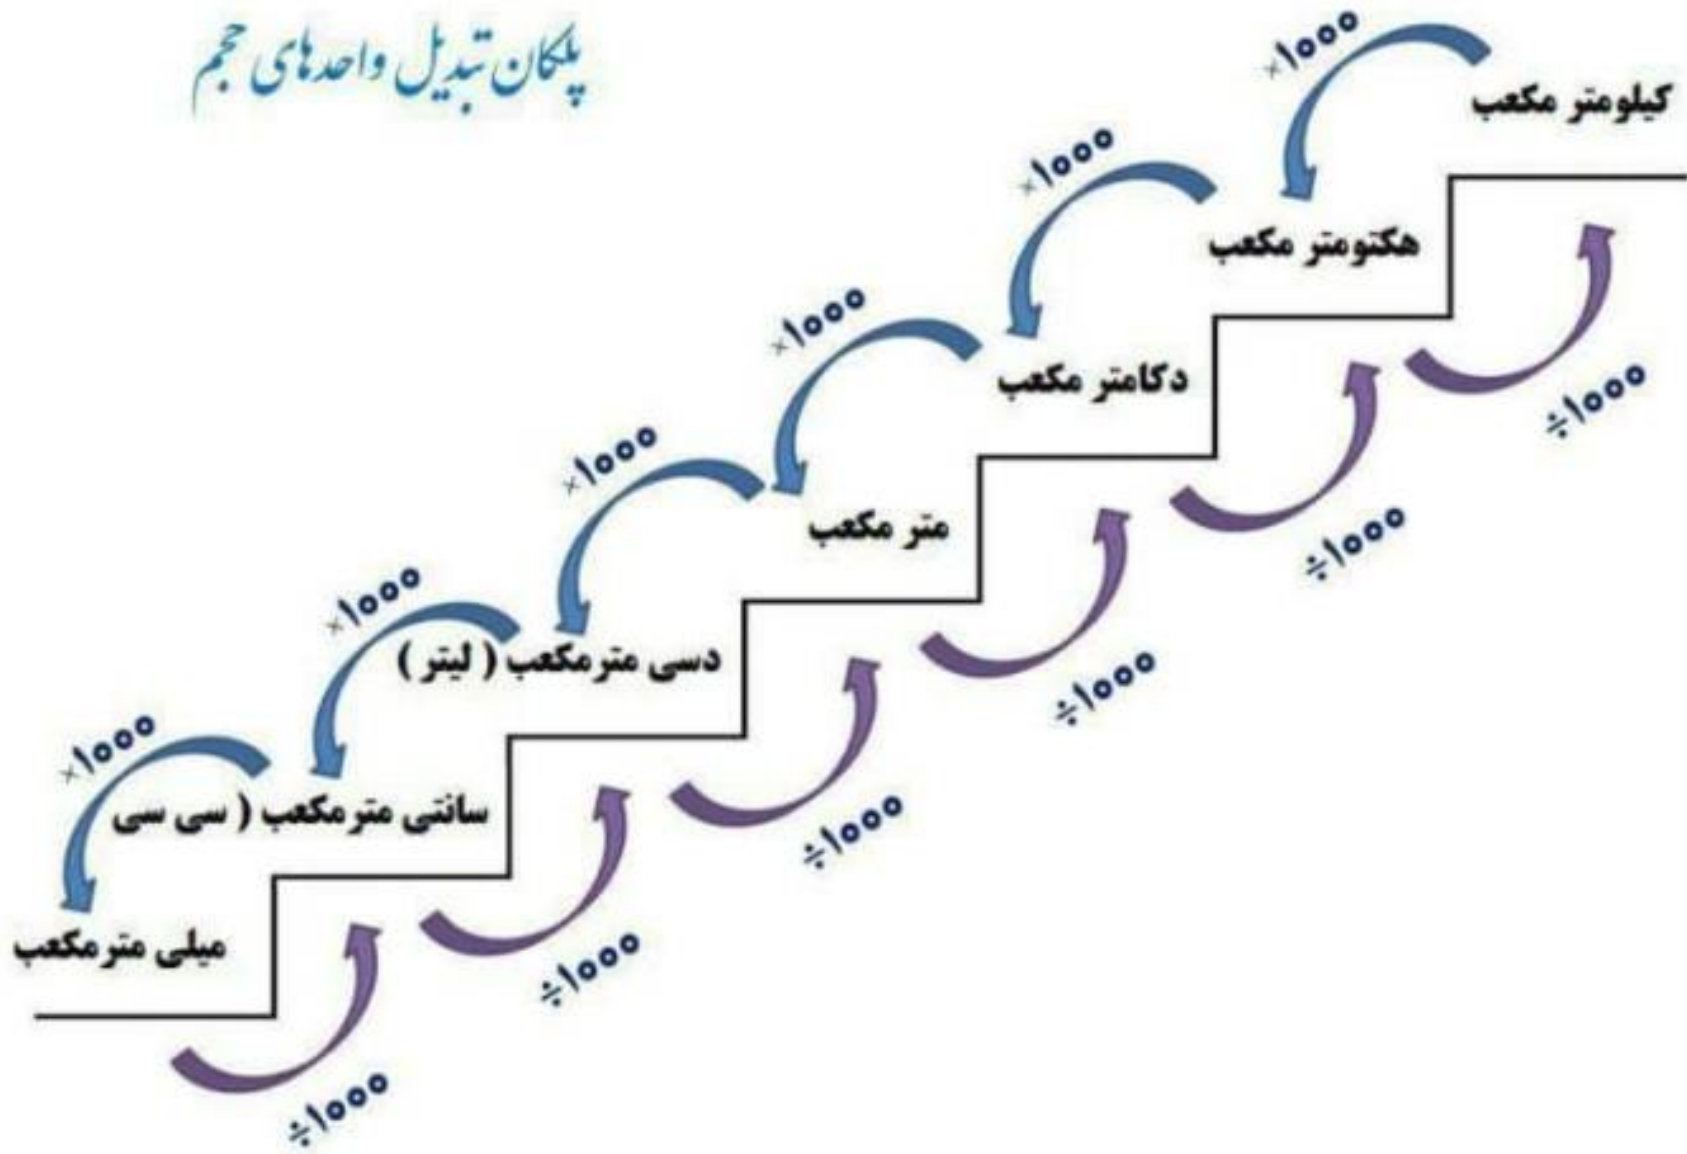 پلکان تبدیل واحدهای حجم
×۱۰۰۰
کیلومتر مکعب
×۱۰۰۰
هکتومتر مکعب
÷۱۰۰۰
×۱۰۰۰
دکامتر مکعب
÷۱۰۰۰
×۱۰۰۰
متر مکعب
÷۱۰۰۰
×۱۰۰۰
دسی مترمکعب ( لیتر )
÷۱۰۰۰
×۱۰۰۰
سانتی مترمکعب ( سی سی
÷۱۰۰۰
میلی مترمکعب
÷۱۰۰۰